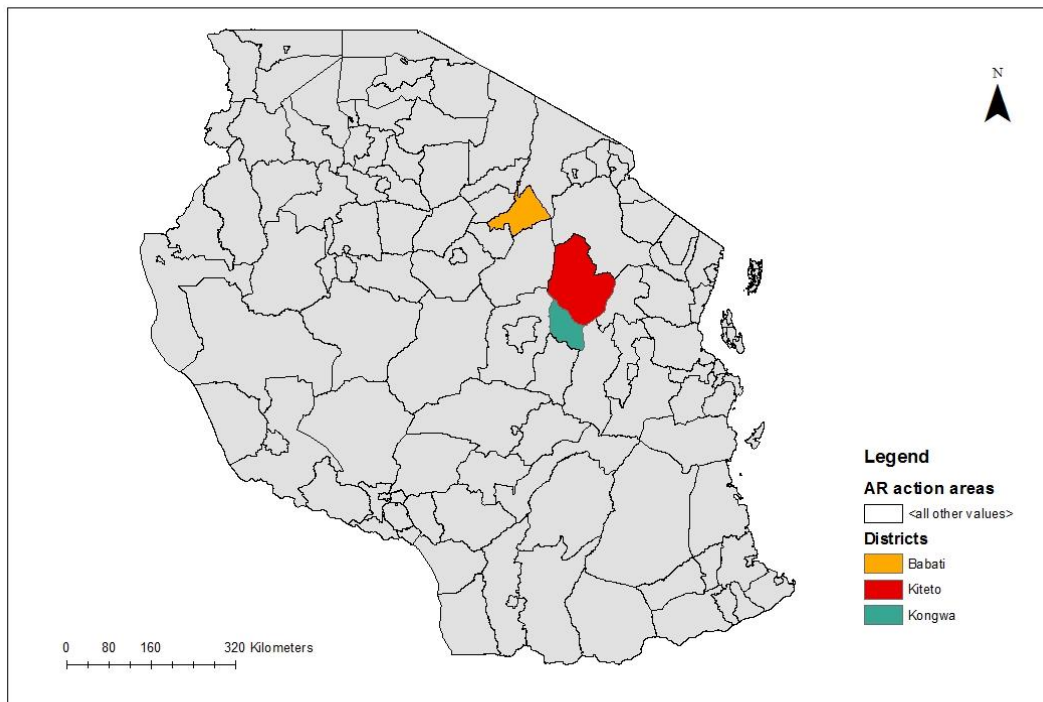 N
Legend
AR action areas
<all other values>
Districts
Babati
Kiteto
Kongwa
0 80 160 320 Kilometers